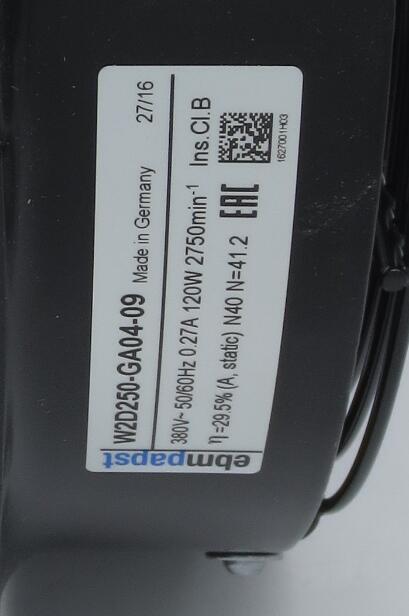 ebmpapst
W2D250-GA04-09 Made in Germany 27/16
380V~ 50/60Hz 0.27A 120W 2750min⁻¹ Ins.Cl.B
η=29.5% (A, static) N40 N=41.2 EAC
1627001H03